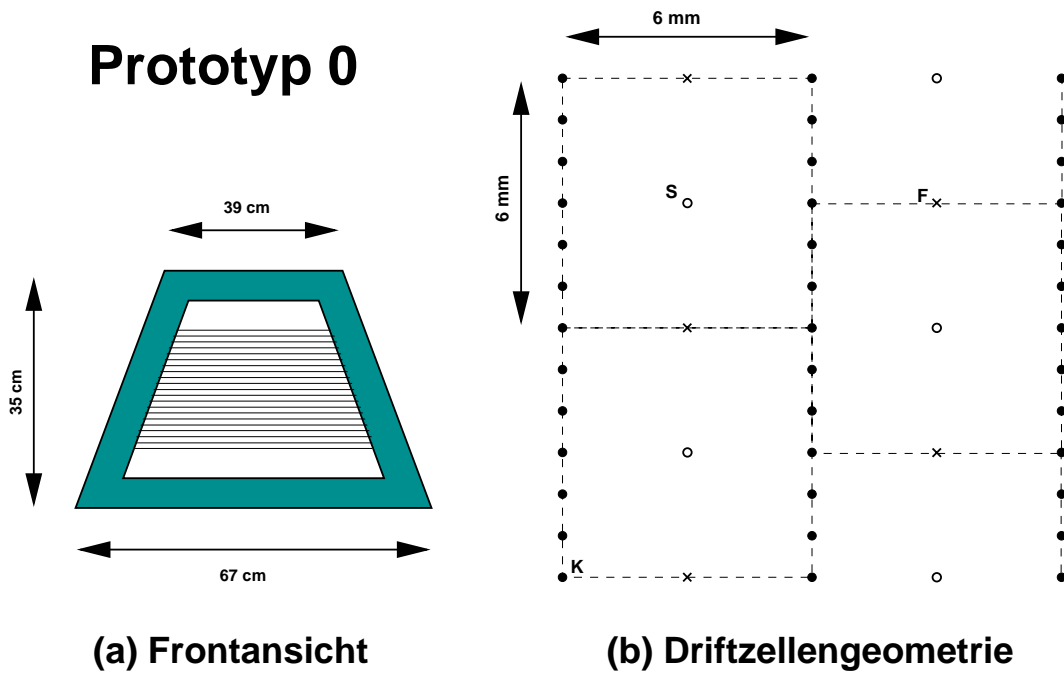 Prototyp 0
39 cm
35 cm
67 cm
(a) Frontansicht
6 mm
6 mm
S
F
K
(b) Driftzellengeometrie